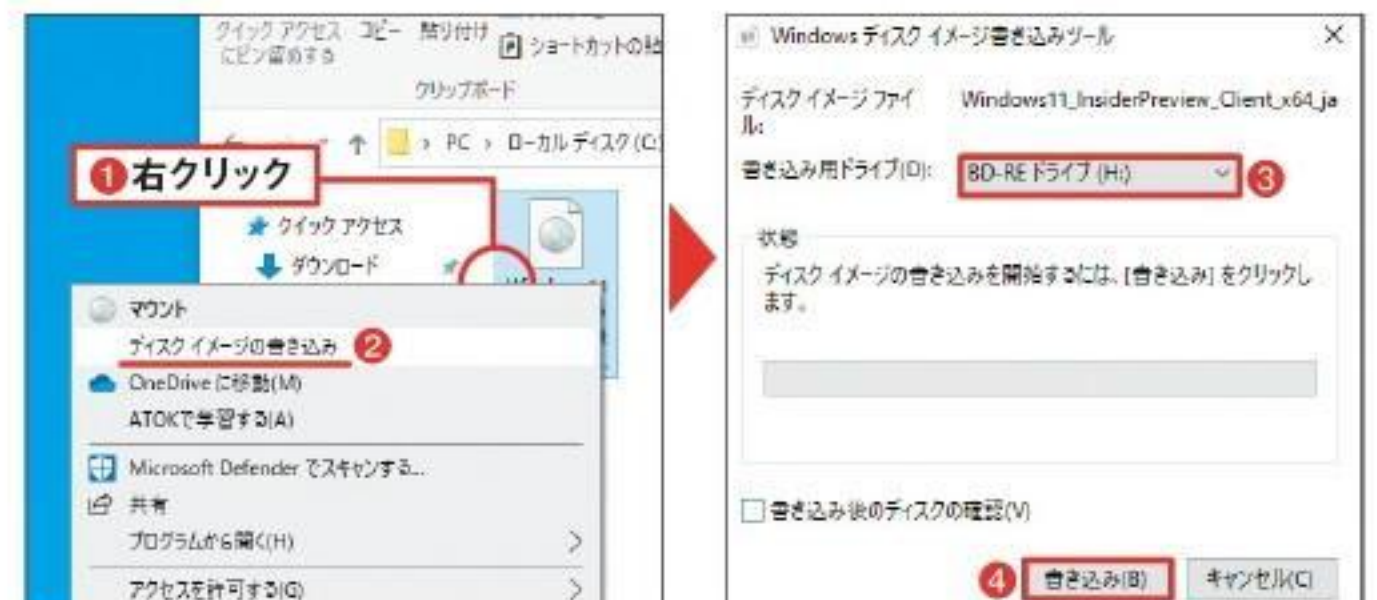 クイック アクセス
にピン留めする
コピー
貼り付け
ショートカットの貼
クリップボード
PC › ローカル ディスク (C:
❶右クリック
クイック アクセス
ダウンロード
マウント
ディスク イメージの書き込み ❷
OneDrive に移動(M)
ATOKで学習する(A)
Microsoft Defender でスキャンする...
共有
プログラムから開く(H)
アクセスを許可する(G)
Windows ディスク イメージ書き込みツール
ディスク イメージ ファイ
ル:
Windows11_InsiderPreview_Client_x64_ja
書き込み用ドライブ(D):
BD-RE ドライブ (H:) ❸
状態
ディスク イメージの書き込みを開始するには、[書き込み] をクリックし
ます。
書き込み後のディスクの確認(V)
❹ 書き込み(B)
キャンセル(C)